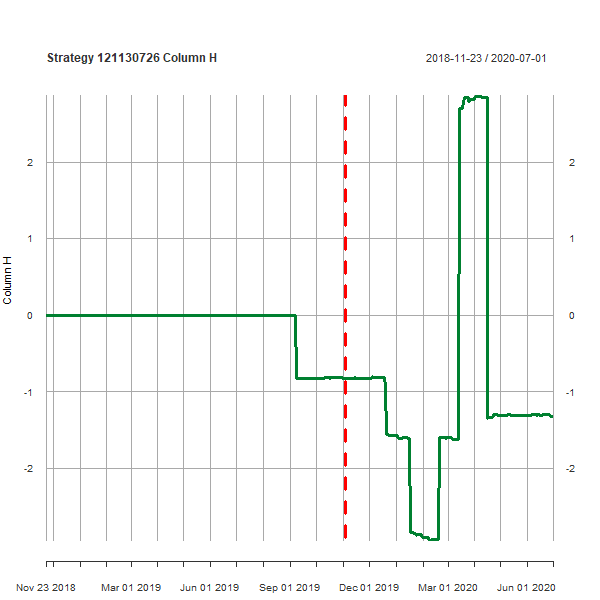 Strategy 121130726 Column H
2018-11-23 / 2020-07-01
2
2
1
1
Column H
0
0
-1
-1
-2
-2
Nov 23 2018
Mar 01 2019
Jun 01 2019
Sep 01 2019
Dec 01 2019
Mar 01 2020
Jun 01 2020